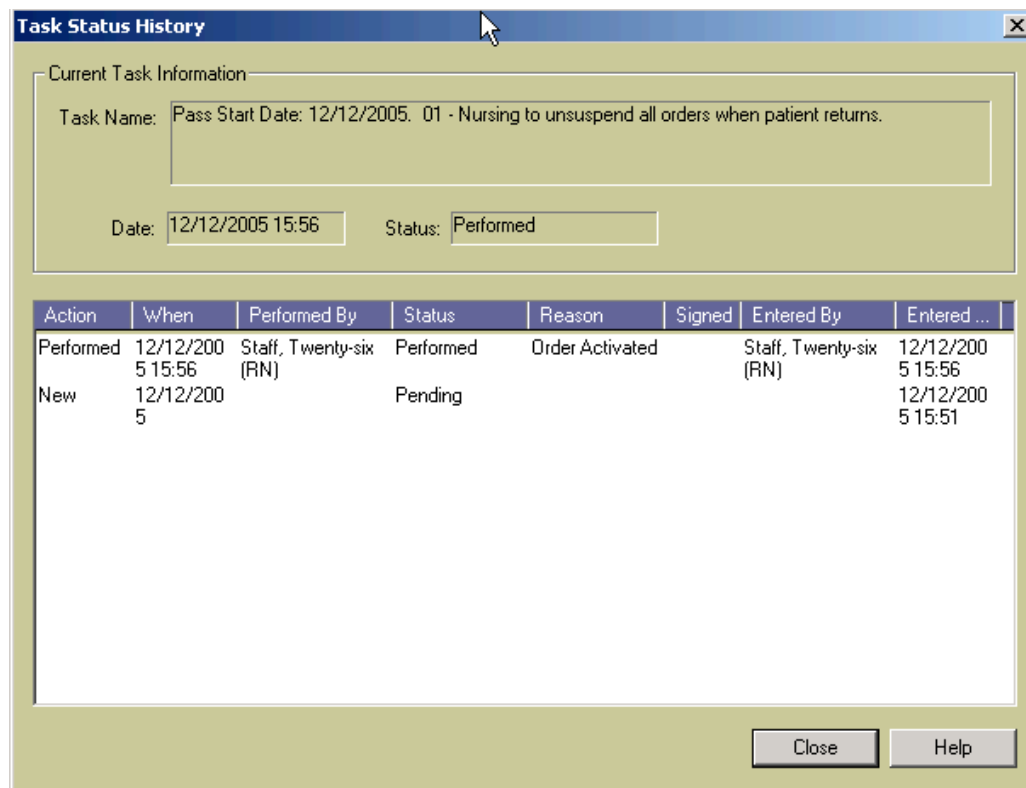 Task Status History
Current Task Information
Task Name: Pass Start Date: 12/12/2005.  01 - Nursing to unsuspend all orders when patient returns.
Date: 12/12/2005 15:56 Status: Performed
Action When Performed By Status Reason Signed Entered By Entered ...
Performed 12/12/200 Staff, Twenty-six Performed Order Activated Staff, Twenty-six 12/12/200
5 15:56 (RN) (RN) 5 15:56
New 12/12/200 Pending 12/12/200
5 5 15:51
Close Help